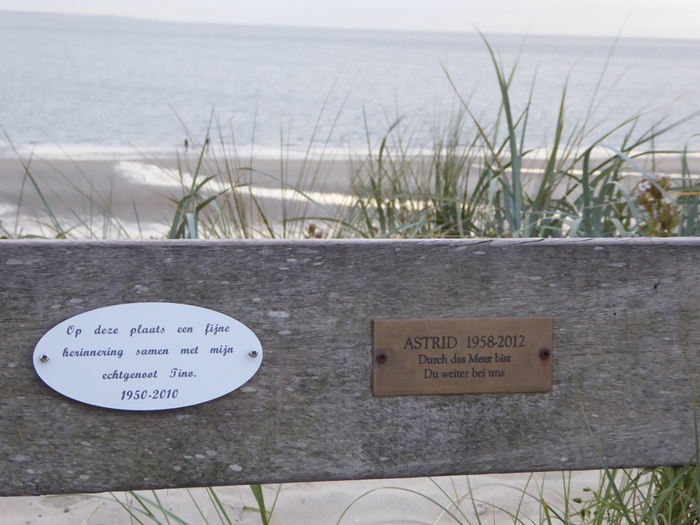 Op deze plaats een fijne
herinnering samen met mijn
echtgenoot Tino.
1950-2010
ASTRID 1958-2012
Durch das Meer bist
Du weiter bei uns